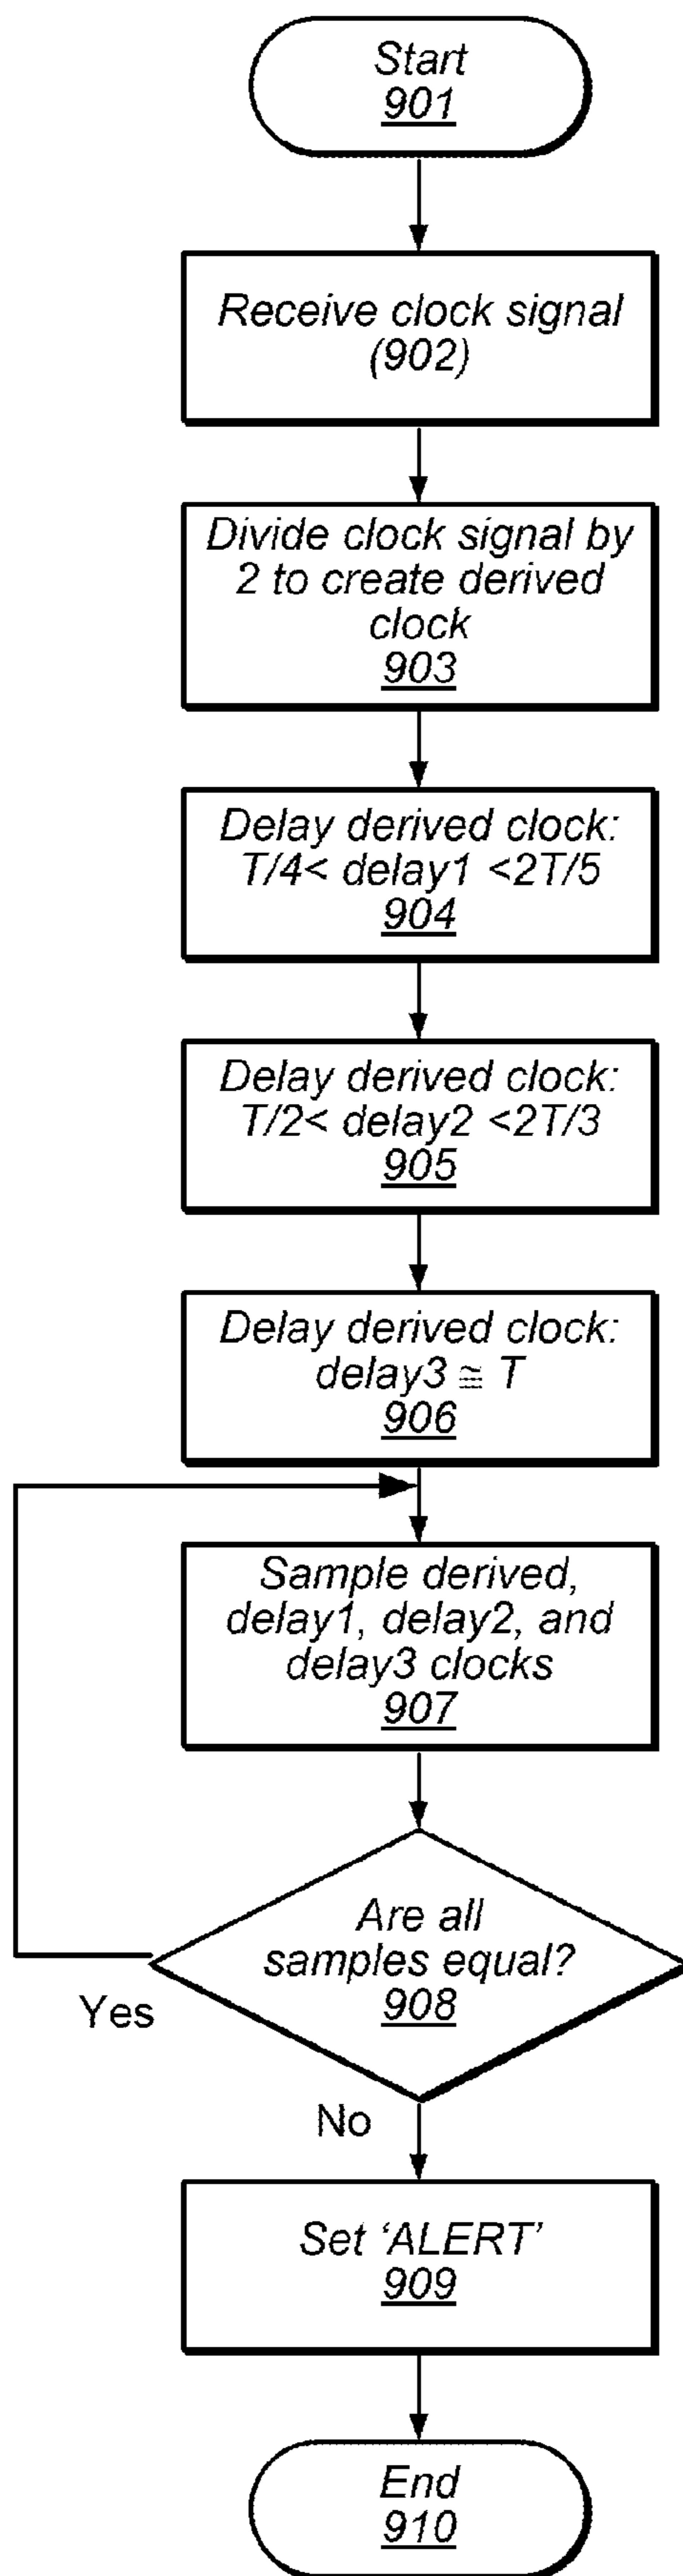 Start
901
Receive clock signal
(902)
Divide clock signal by
2 to create derived
clock
903
Delay derived clock:
T/4< delay1 <2T/5
904
Delay derived clock:
T/2< delay2 <2T/3
905
Delay derived clock:
delay3 ≅ T
906
Sample derived,
delay1, delay2, and
delay3 clocks
907
Are all
samples equal?
908
Yes
No
Set ‘ALERT’
909
End
910